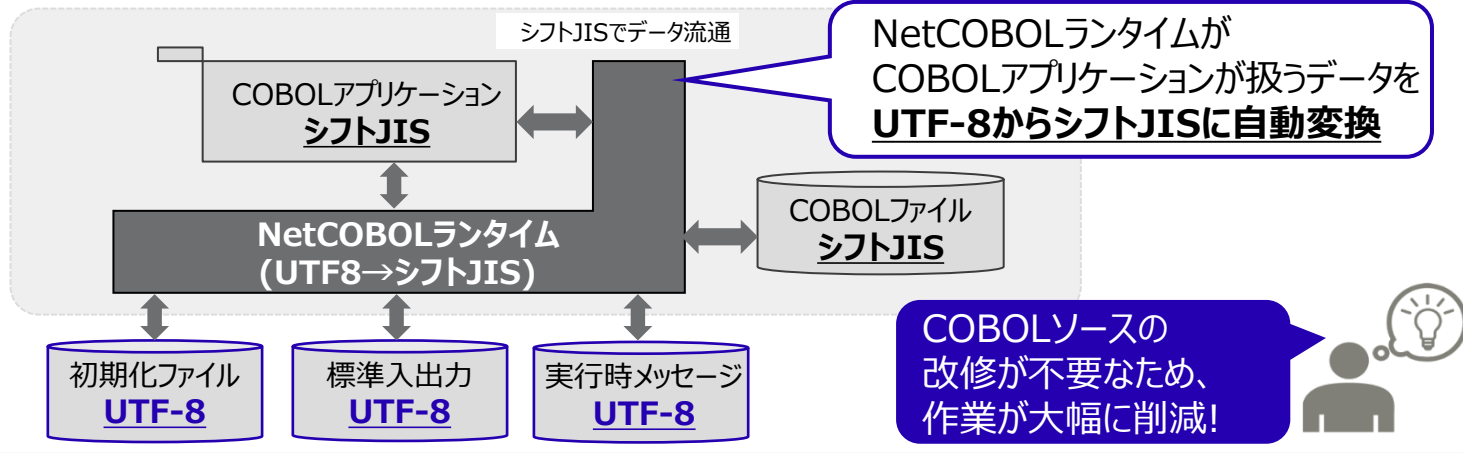 シフトJISでデータ流通
NetCOBOLランタイムが
COBOLアプリケーションが扱うデータを
UTF-8からシフトJISに自動変換
COBOLアプリケーション
シフトJIS
NetCOBOLランタイム
(UTF8→シフトJIS)
COBOLファイル
シフトJIS
初期化ファイル
UTF-8
標準入出力
UTF-8
実行時メッセージ
UTF-8
COBOLソースの
改修が不要なため、
作業が大幅に削減!